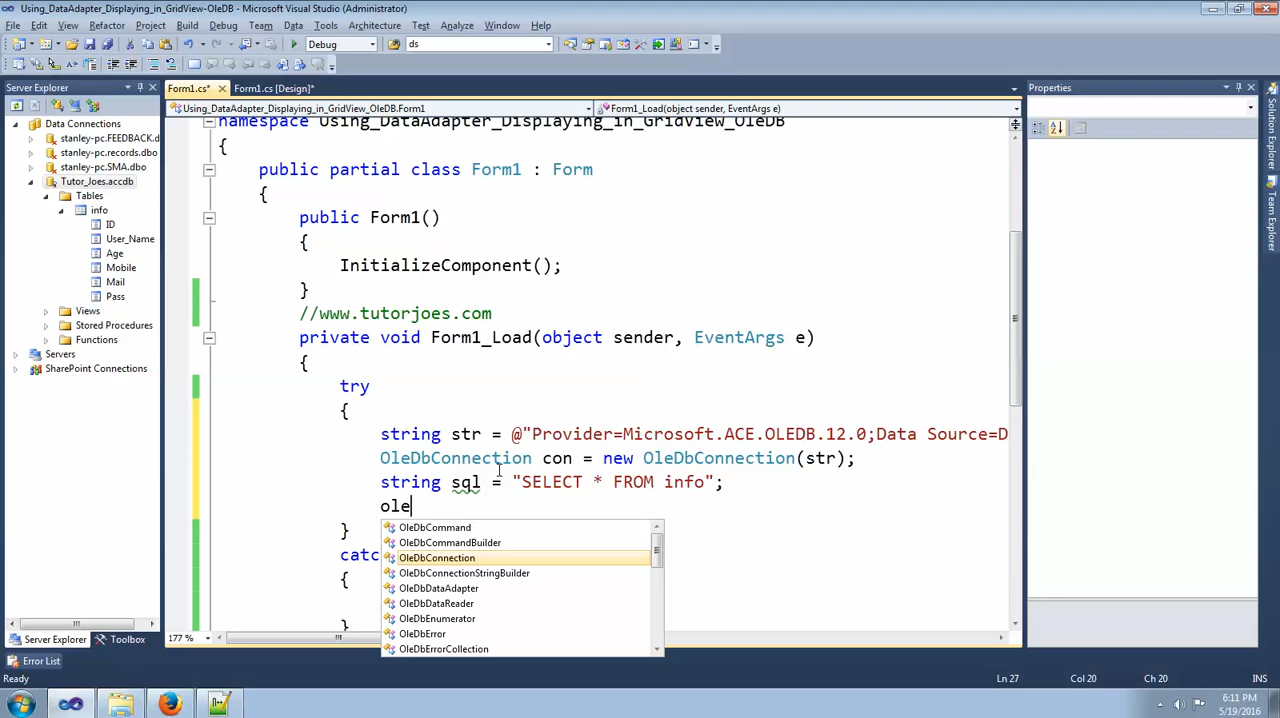 Using_DataAdapter_Displaying_in_GridView-OleDB - Microsoft Visual Studio (Administrator)
File Edit View Refactor Project Build Debug Team Data Tools Architecture Test Analyze Window Help
Debug ds
Server Explorer
Form1.cs* Form1.cs [Design]*
Properties
Using_DataAdapter_Displaying_in_GridView_OleDB.Form1 Form1_Load(object sender, EventArgs e)
Data Connections
stanley-pc.FEEDBACK.d
stanley-pc.records.dbo
stanley-pc.SMA.dbo
Tutor_Joes.accdb
Tables
info
ID
User_Name
Age
Mobile
Mail
Pass
Views
Stored Procedures
Functions
Servers
SharePoint Connections
namespace Using_DataAdapter_Displaying_in_GridView_OleDB
{
public partial class Form1 : Form
{
public Form1()
{
InitializeComponent();
}
//www.tutorjoes.com
private void Form1_Load(object sender, EventArgs e)
{
try
{
string str = @"Provider=Microsoft.ACE.OLEDB.12.0;Data Source=D
OleDbConnection con = new OleDbConnection(str);
string sql = "SELECT * FROM info";
ole
}
catc
{
}
OleDbCommand
OleDbCommandBuilder
OleDbConnection
OleDbConnectionStringBuilder
OleDbDataAdapter
OleDbDataReader
OleDbEnumerator
OleDbError
OleDbErrorCollection
Solution Explorer
Team Explorer
Server Explorer Toolbox
177 %
Error List
Ready Ln 27 Col 20 Ch 20 INS
6:11 PM
5/19/2016